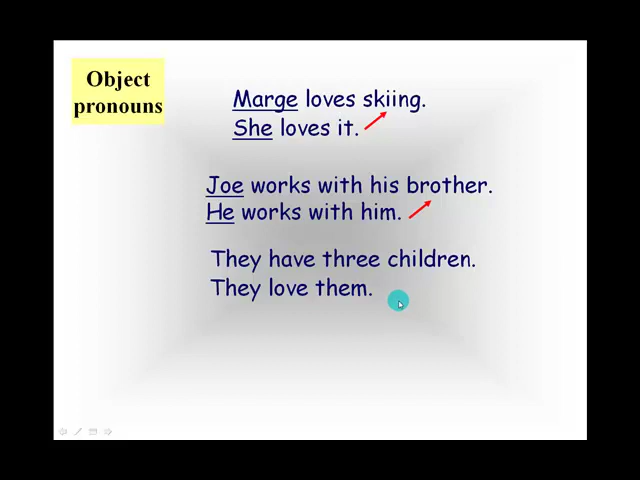 Object
pronouns
Marge loves skiing.
She loves it.
Joe works with his brother.
He works with him.
They have three children.
They love them.